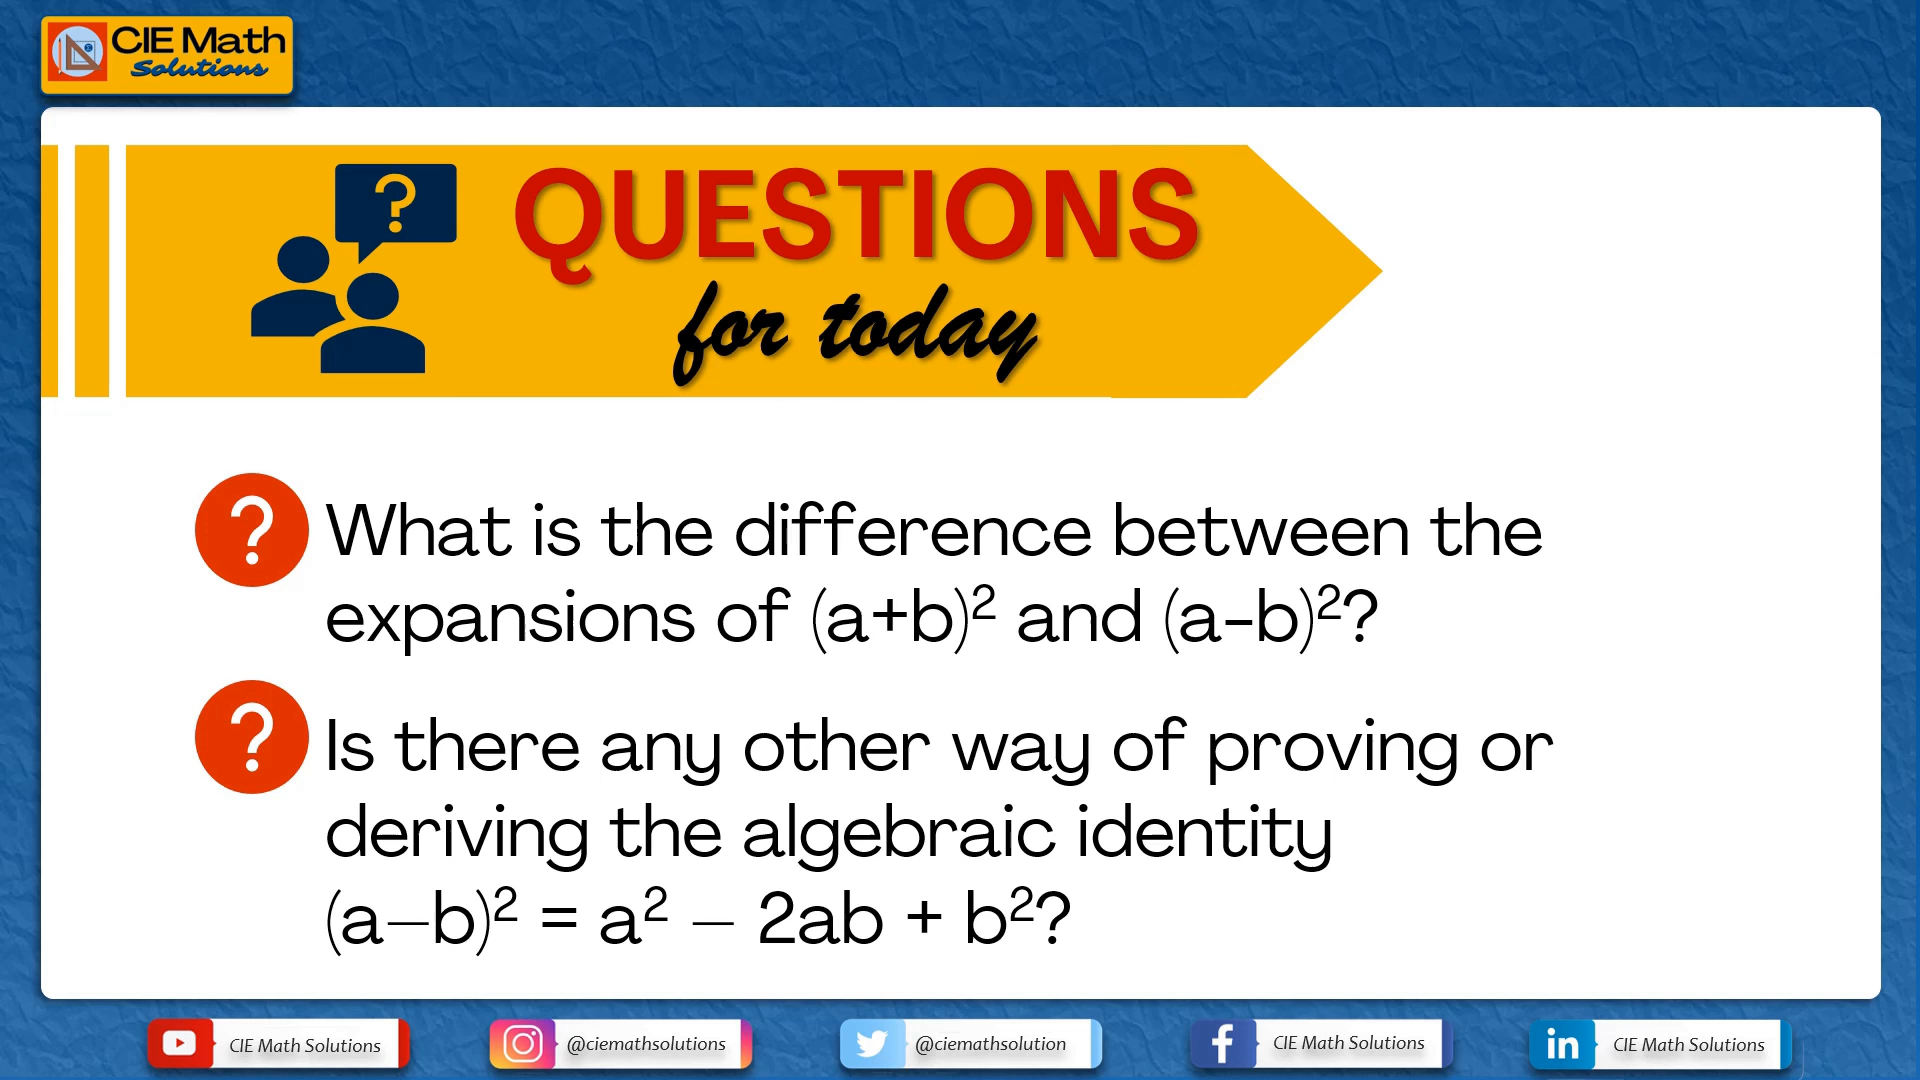 CIE Math
Solutions
?
QUESTIONS
for today
? What is the difference between the
expansions of (a+b)² and (a-b)²?
? Is there any other way of proving or
deriving the algebraic identity
(a–b)² = a² – 2ab + b²?
CIE Math Solutions
@ciemathsolutions
@ciemathsolution
CIE Math Solutions
CIE Math Solutions